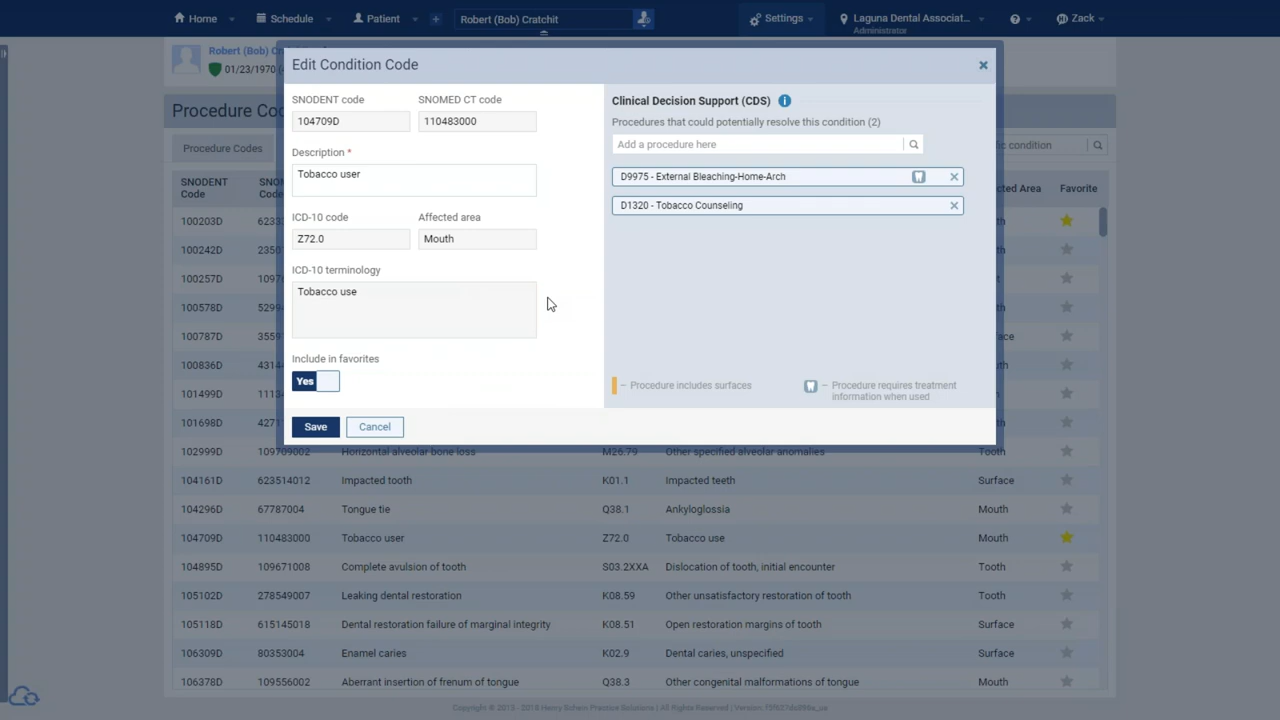 Home Schedule Patient + Robert (Bob) Cratchit Settings Laguna Dental Associat... ? Zack
Administrator
Robert (Bob) Cratchit
01/23/1970
Edit Condition Code
Procedure Co
Procedure Codes
condition
SNODENT code SNOMED CT code
104709D 110483000
Description *
Tobacco user
ICD-10 code Affected area
Z72.0 Mouth
ICD-10 terminology
Tobacco use
Include in favorites
Yes
Save Cancel
Clinical Decision Support (CDS)
Procedures that could potentially resolve this condition (2)
Add a procedure here
D9975 - External Bleaching-Home-Arch
D1320 - Tobacco Counseling
– Procedure includes surfaces
– Procedure requires treatment
information when used
SNODENT
Code
Favorite
100203D
100242D
100257D
100578D
100787D
100836D
101499D
101698D
102999D 109709002 Horizontal alveolar bone loss M26.79 Other specified alveolar anomalies Tooth
104161D 623514012 Impacted tooth K01.1 Impacted teeth Surface
104296D 67787004 Tongue tie Q38.1 Ankyloglossia Mouth
104709D 110483000 Tobacco user Z72.0 Tobacco use Mouth
104895D 109671008 Complete avulsion of tooth S03.2XXA Dislocation of tooth, initial encounter Tooth
105102D 278549007 Leaking dental restoration K08.59 Other unsatisfactory restoration of tooth Tooth
105118D 615145018 Dental restoration failure of marginal integrity K08.51 Open restoration margins of tooth Surface
106309D 80353004 Enamel caries K02.9 Dental caries, unspecified Surface
106378D 109556002 Aberrant insertion of frenum of tongue Q38.3 Other congenital malformations of tongue Mouth
Henry Schein Practice Solutions | All Rights Reserved | Version: